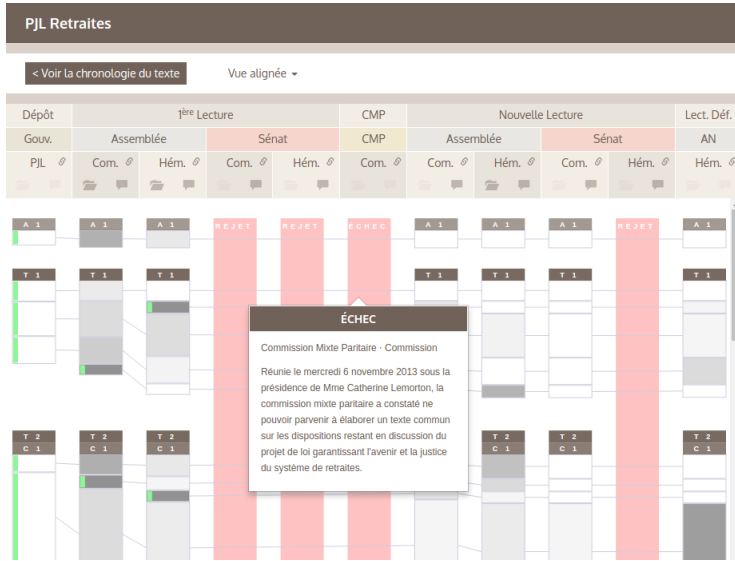 PJL Retraites
< Voir la chronologie du texte Vue alignée
Dépôt 1ère Lecture CMP Nouvelle Lecture Lect. Déf.
Gouv. Assemblée Sénat CMP Assemblée Sénat AN
PJL Com. Hém. Com. Hém. Com. Com. Hém. Com. Hém. Hém.
A 1 A 1 A 1 REJET REJET ECHEC A 1 A 1 A 1 REJET A 1
T 1 T 1 T 1 T 1 T 1 T 1 T 1
ÉCHEC
Commission Mixte Paritaire · Commission
Réunie le mercredi 6 novembre 2013 sous la
présidence de Mme Catherine Lemorton, la
commission mixte paritaire a constaté ne
pouvoir parvenir à élaborer un texte commun
sur les dispositions restant en discussion du
projet de loi garantissant l'avenir et la justice
du système de retraites.
T 2 T 2 T 2 T 2 T 2 T 2
C 1 C 1 C 1 C 1 C 1 C 1